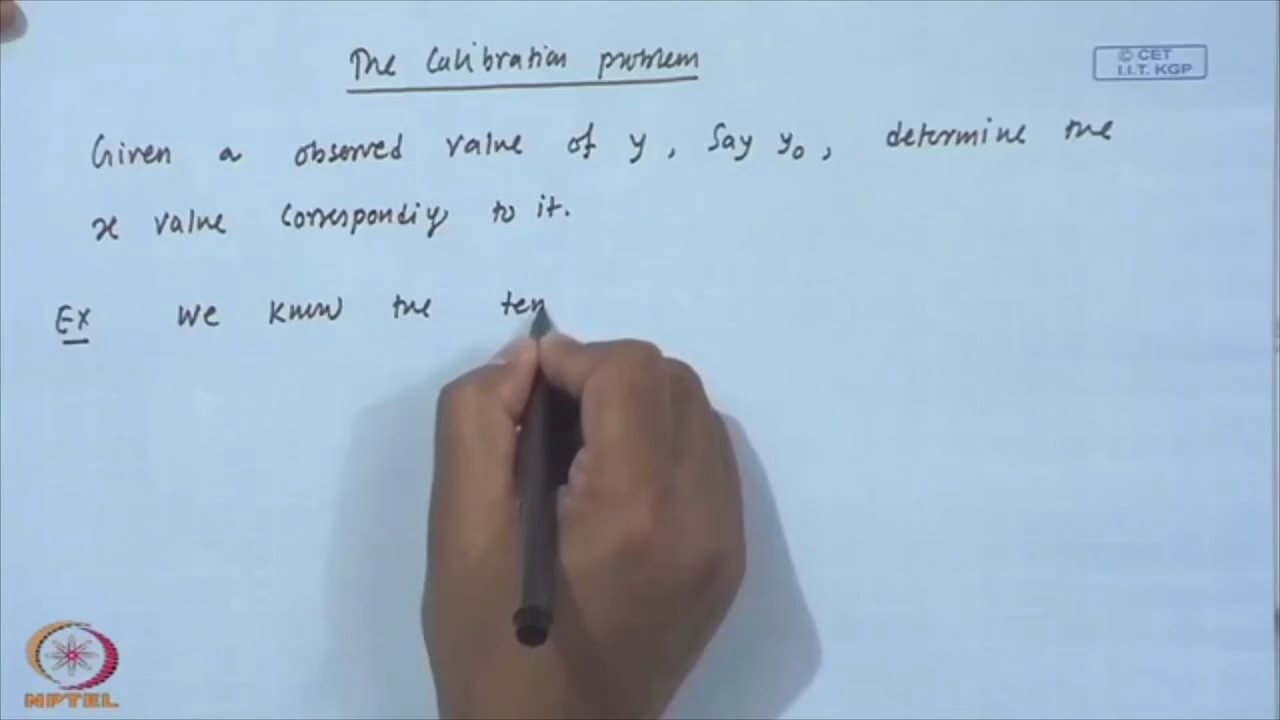 The Calibration problem
© CET
I.I.T. KGP
Given a observed value of y, Say y₀, determine the
x value corresponding to it.
Ex We know the tem
NPTEL